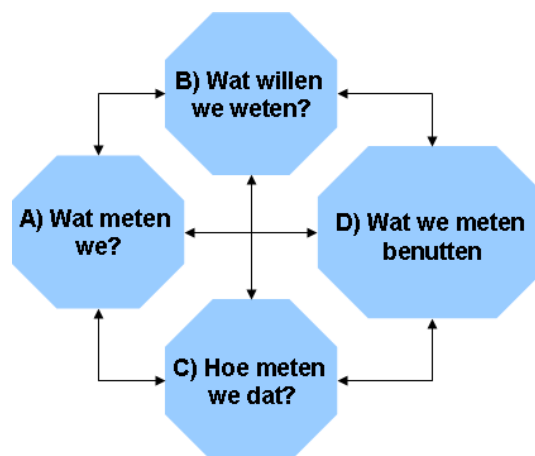 B) Wat willen
we weten?
A) Wat meten
we?
D) Wat we meten
benutten
C) Hoe meten
we dat?